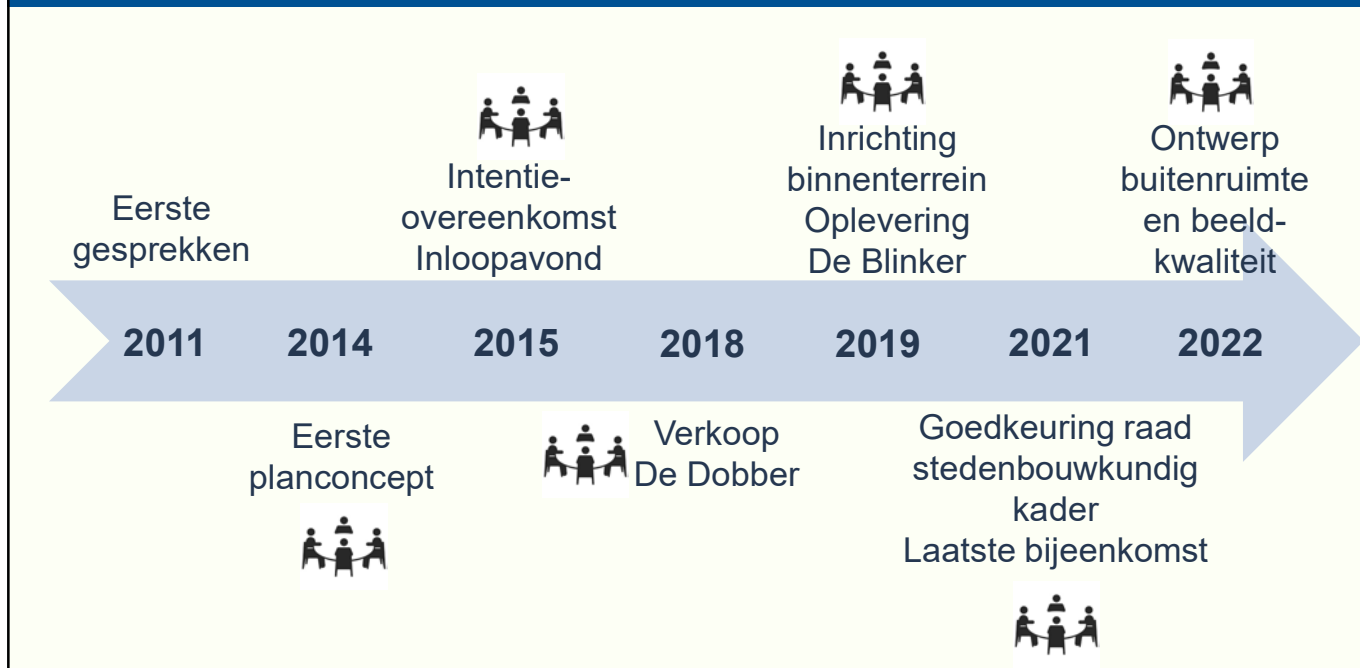 Eerste
gesprekken
Intentie-
overeenkomst
Inloopavond
Inrichting
binnenterrein
Oplevering
De Blinker
Ontwerp
buitenruimte
en beeld-
kwaliteit
2011 2014 2015 2018 2019 2021 2022
Eerste
planconcept
Verkoop
De Dobber
Goedkeuring raad
stedenbouwkundig
kader
Laatste bijeenkomst